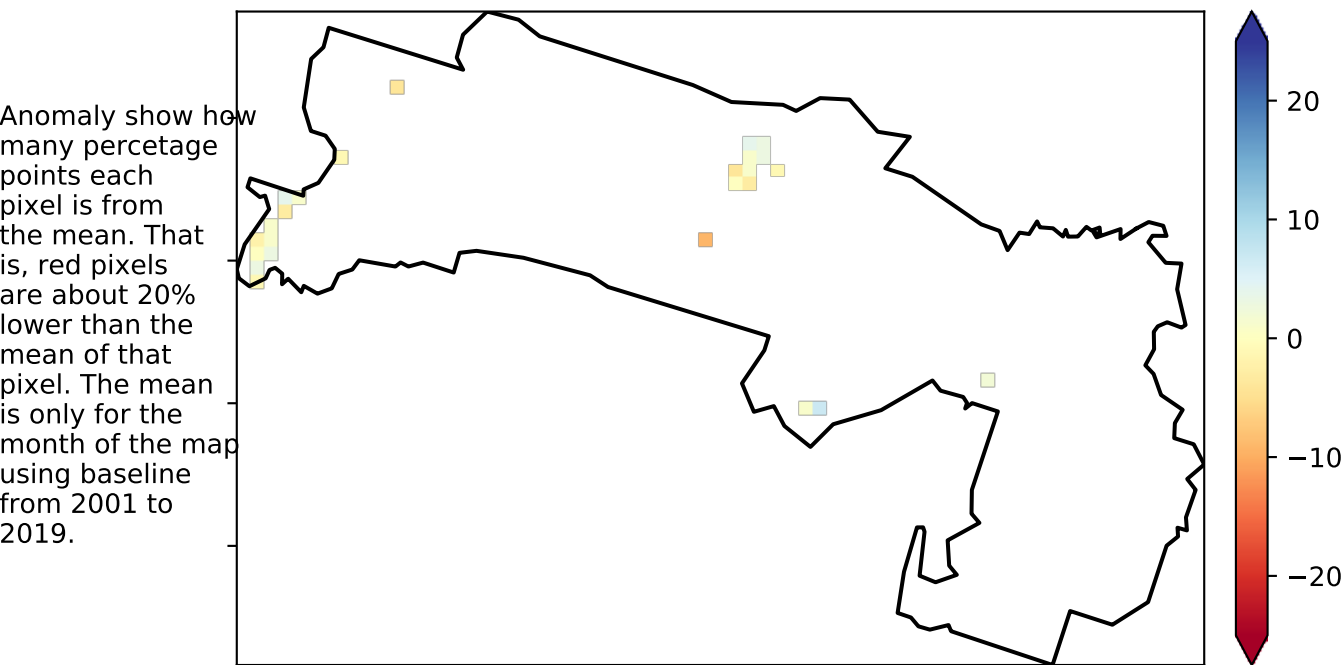 Anomaly show how
many percetage
points each
pixel is from
the mean. That
is, red pixels
are about 20%
lower than the
mean of that
pixel. The mean
is only for the
month of the map
using baseline
from 2001 to
2019.
20
10
0
−10
−20